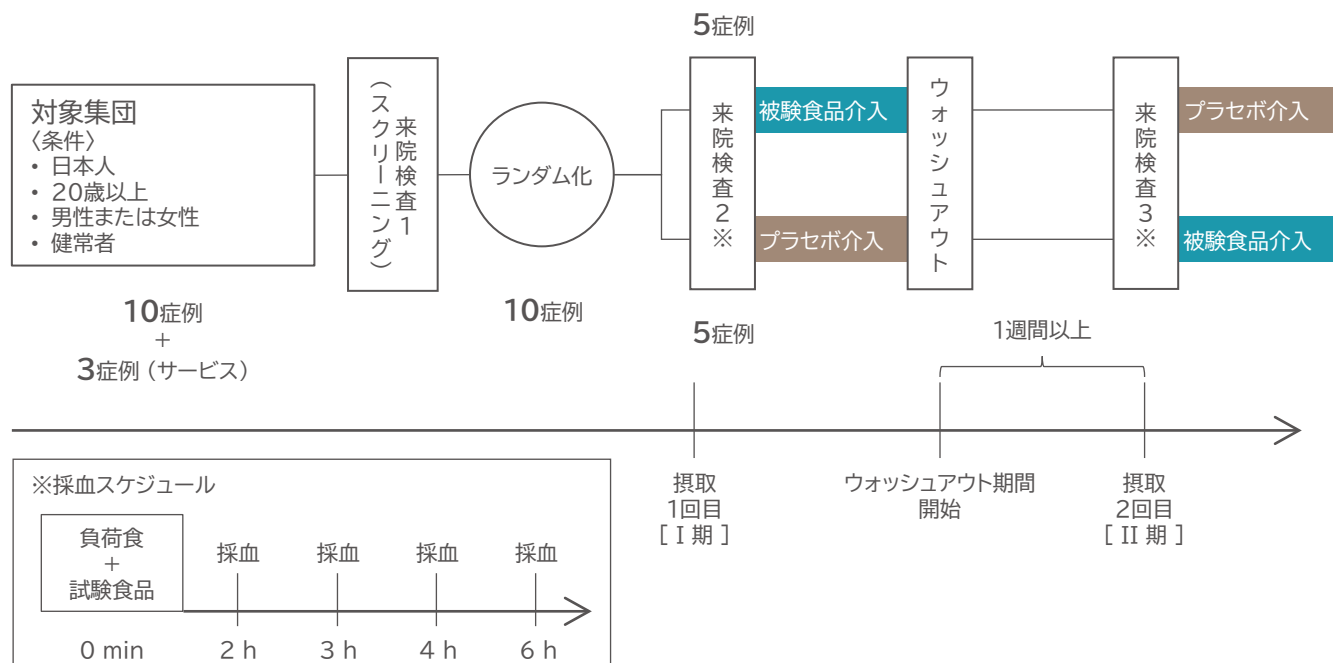 対象集団
〈条件〉
・ 日本人
・ 20歳以上
・ 男性または女性
・ 健常者
10症例
+
3症例（サービス）
来院検査1
（スクリーニング）
ランダム化
10症例
5症例
来院検査2※
5症例
被験食品介入
プラセボ介入
ウォッシュアウト
来院検査3※
プラセボ介入
被験食品介入
1週間以上
摂取
1回目
[ I 期 ]
ウォッシュアウト期間
開始
摂取
2回目
[ II 期 ]
※採血スケジュール
負荷食
+
試験食品
採血
採血
採血
採血
0 min
2 h
3 h
4 h
6 h